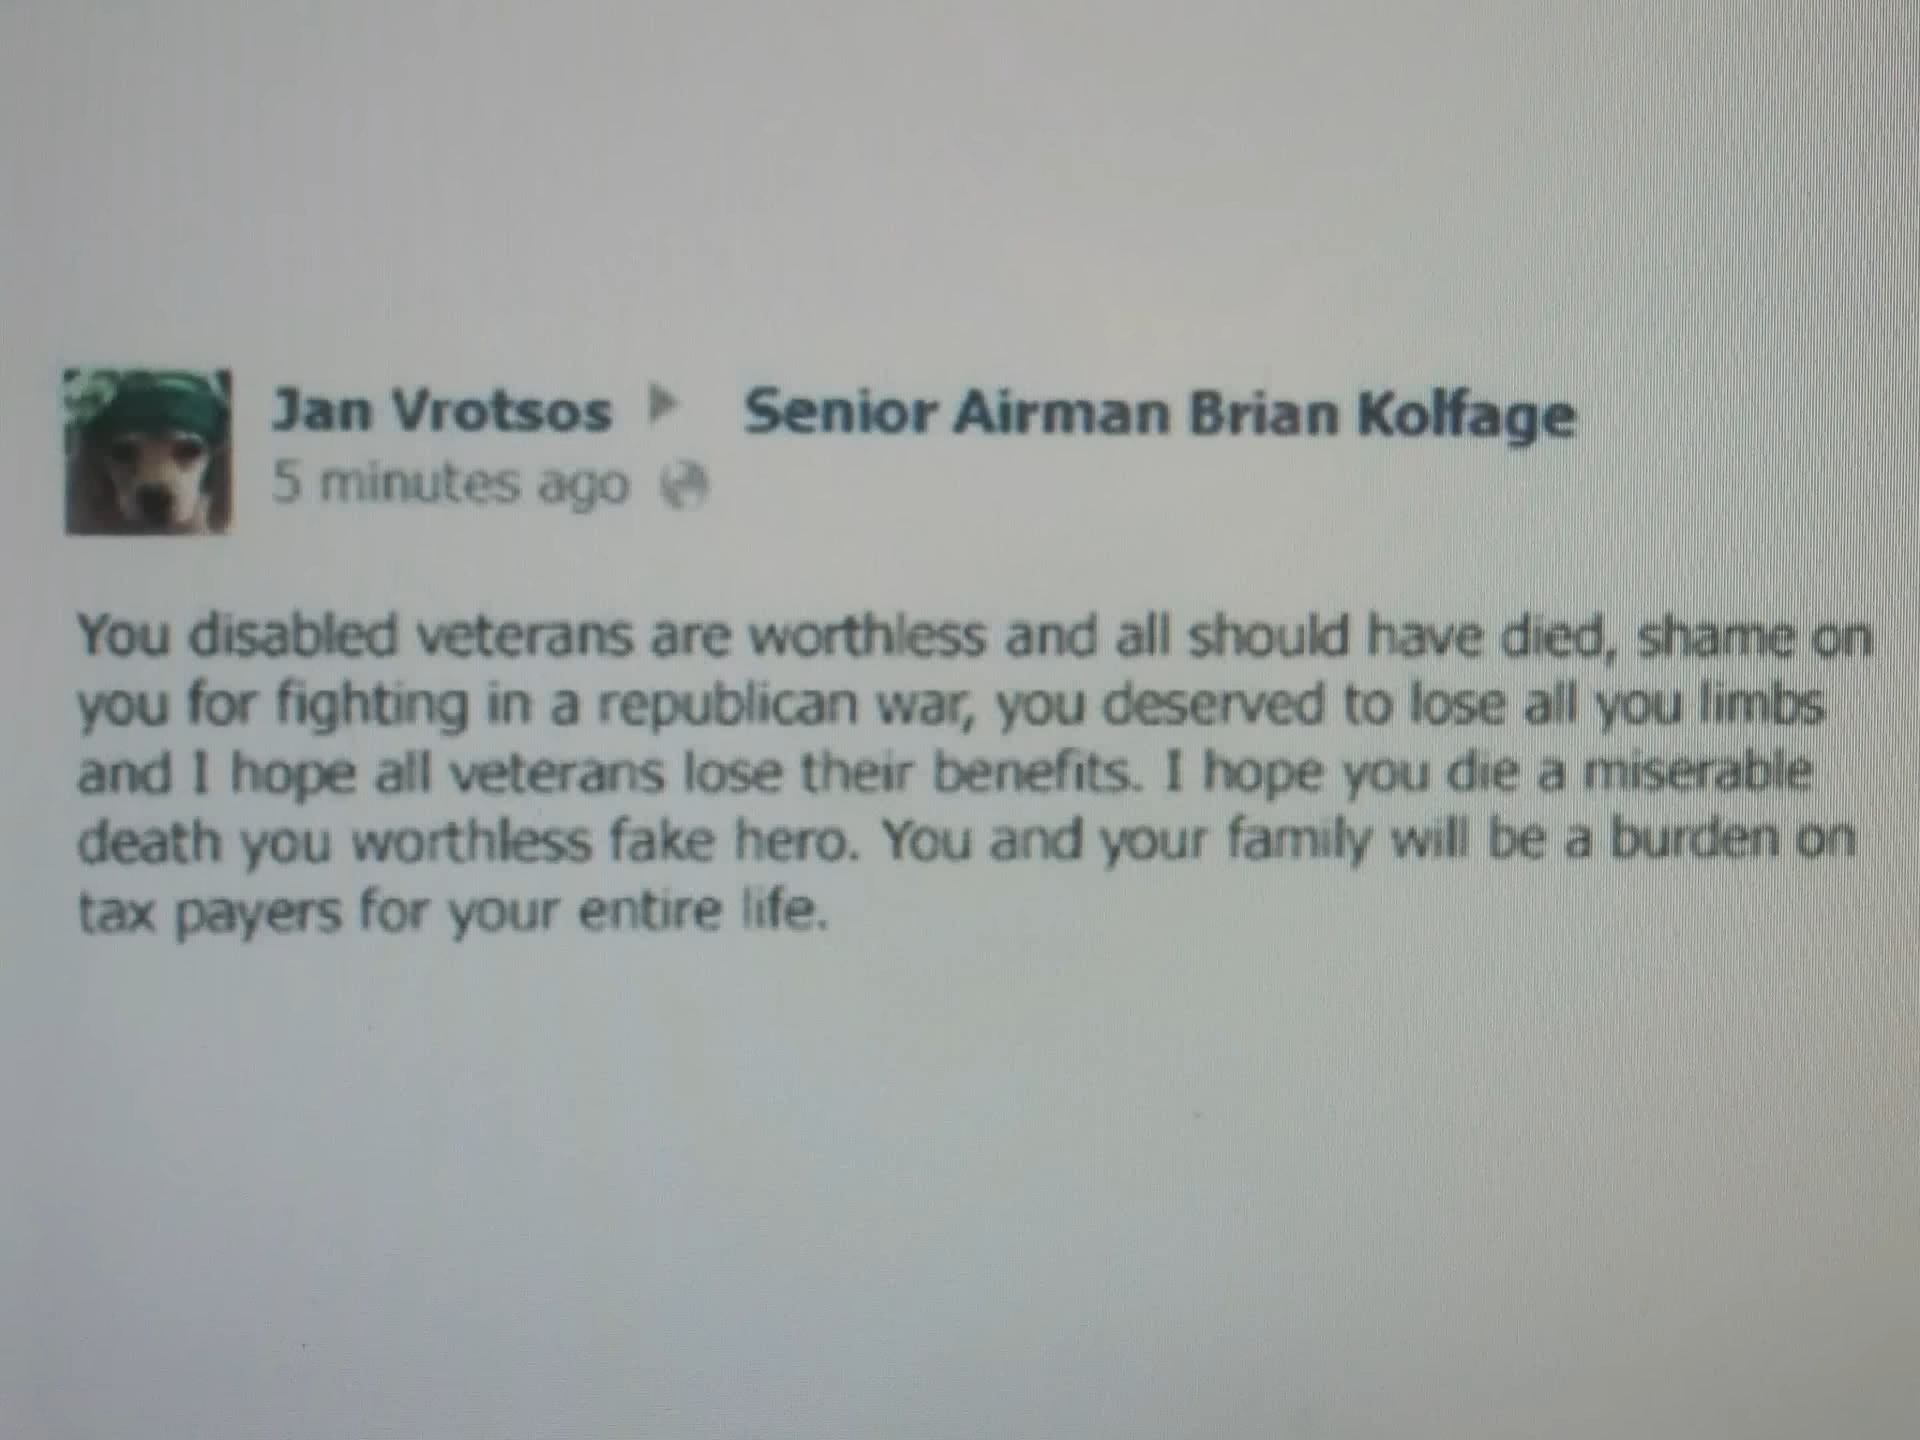 Jan Vrotsos ▶ Senior Airman Brian Kolfage
5 minutes ago
You disabled veterans are worthless and all should have died, shame on
you for fighting in a republican war, you deserved to lose all you limbs
and I hope all veterans lose their benefits. I hope you die a miserable
death you worthless fake hero. You and your family will be a burden on
tax payers for your entire life.